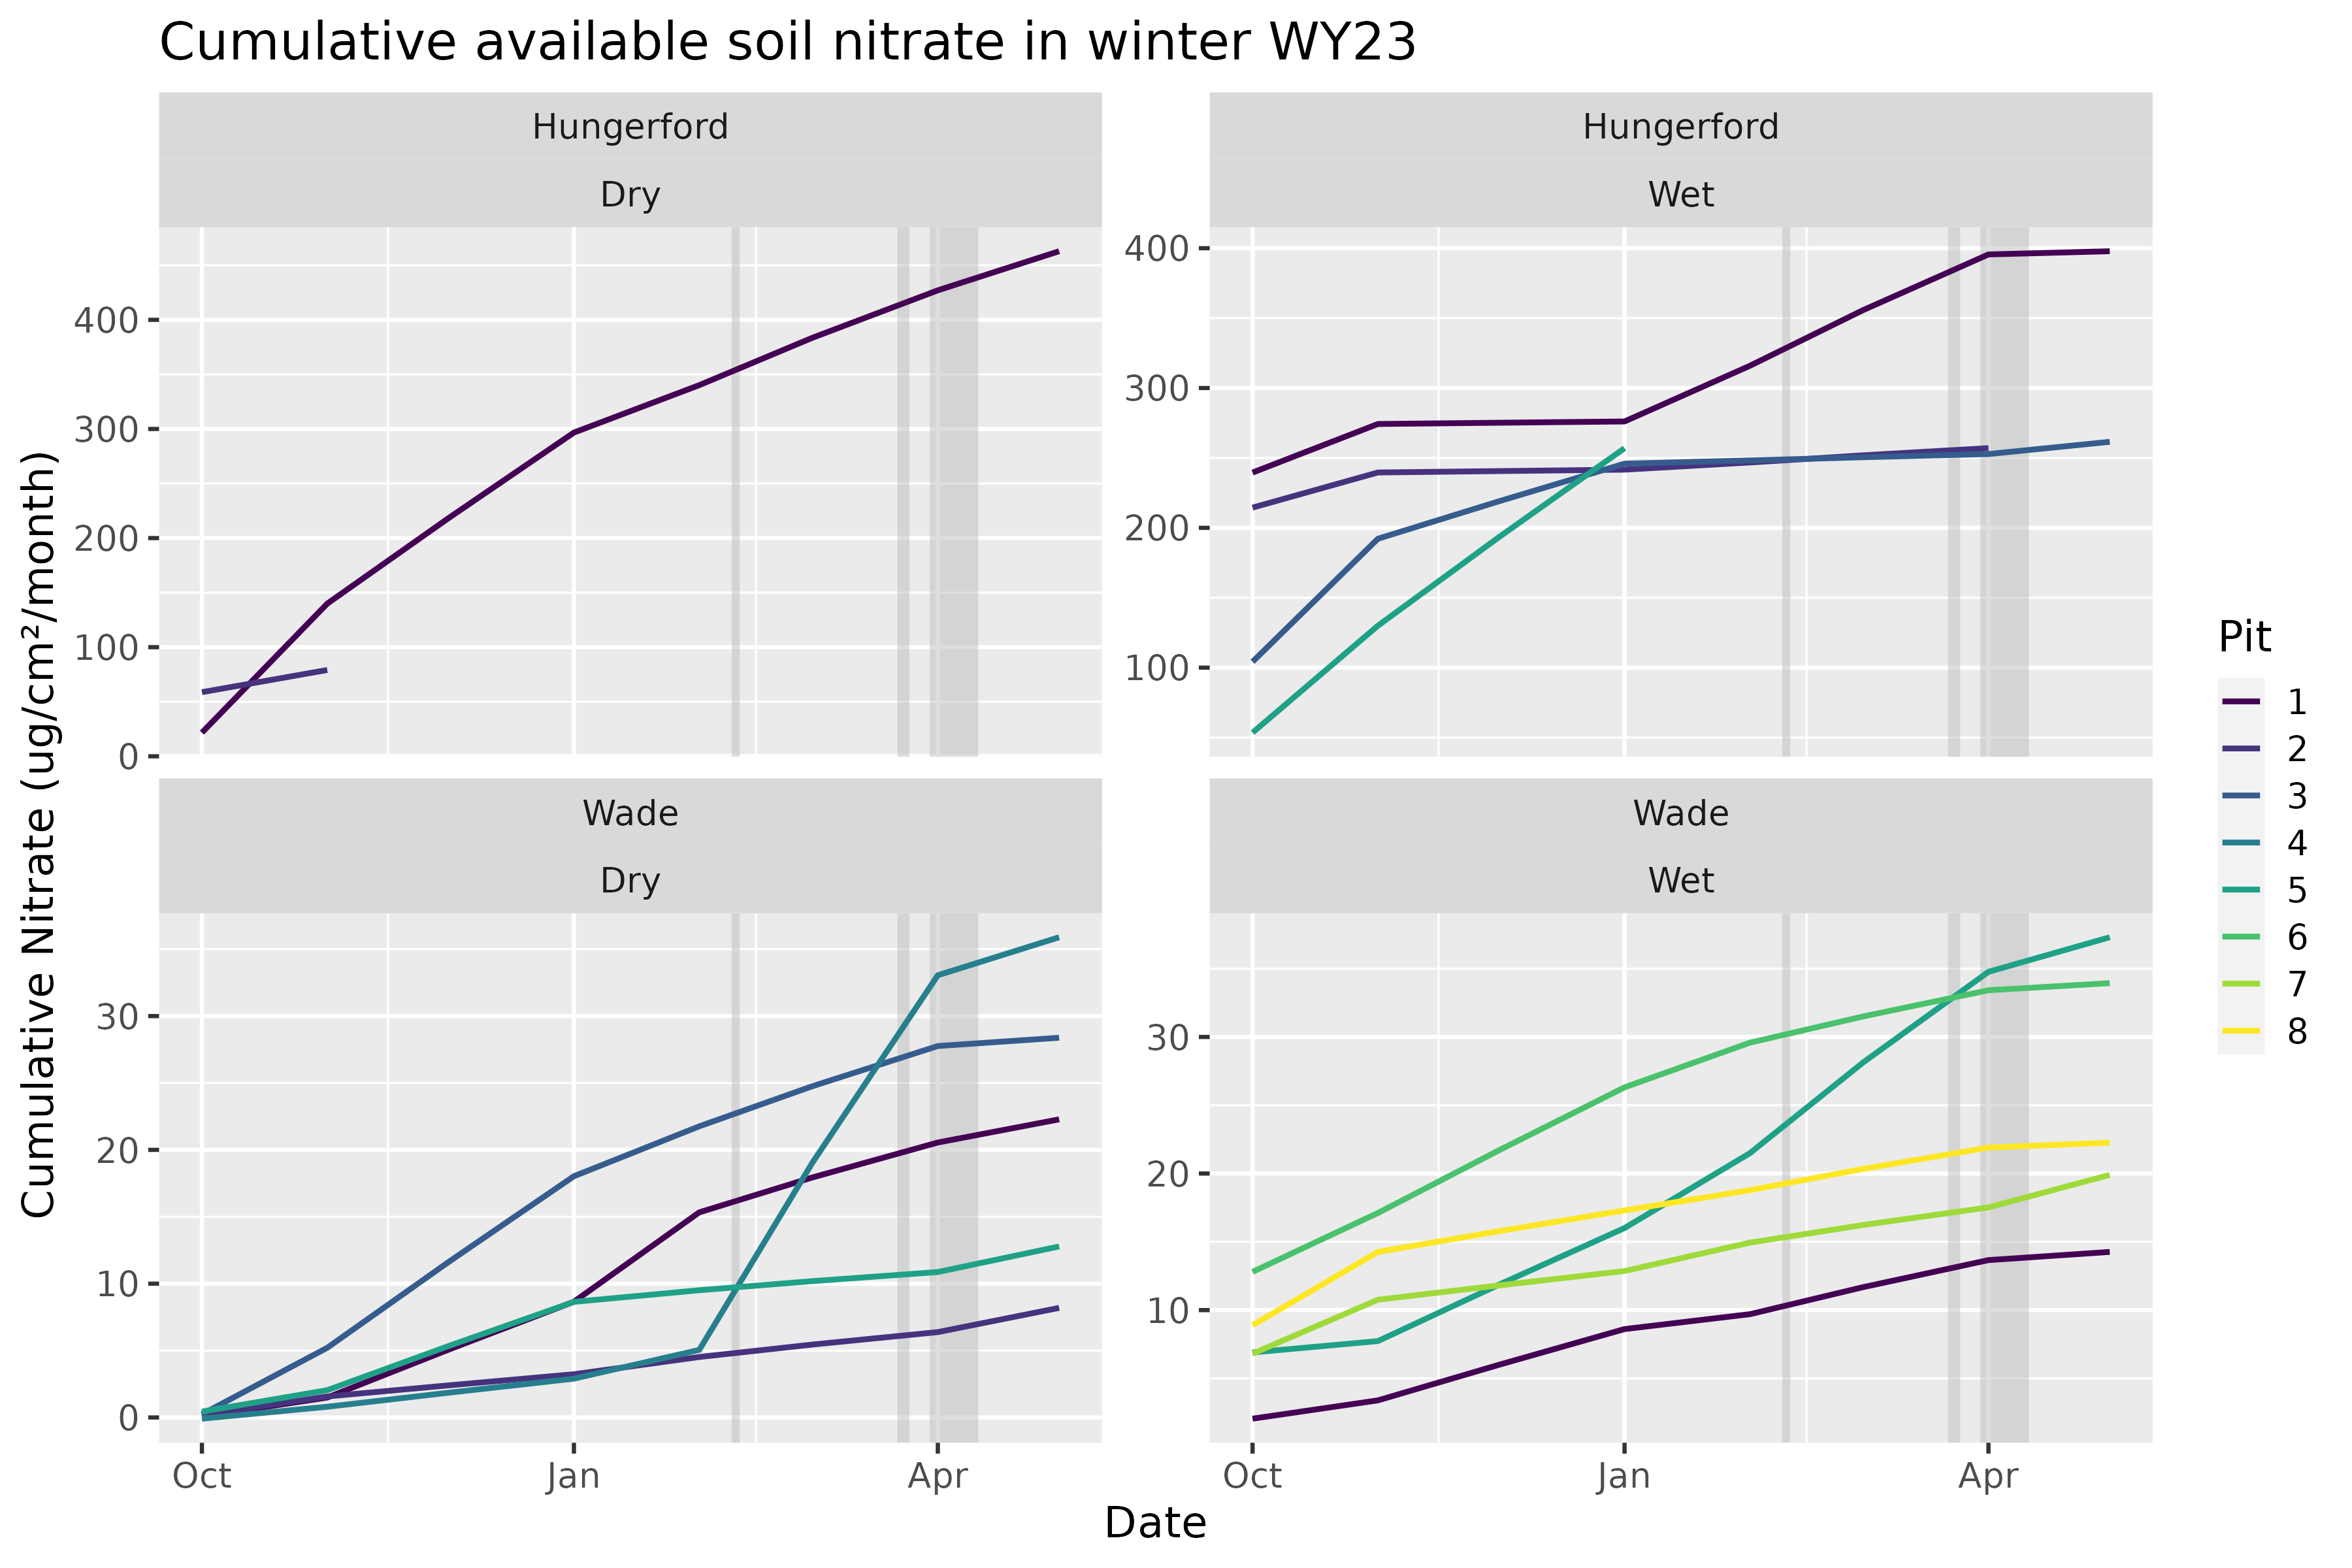 Cumulative available soil nitrate in winter WY23
Hungerford
Dry
Hungerford
Wet
400
300
200
100
0
400
300
200
100
Wade
Dry
Wade
Wet
30
20
10
0
30
20
10
Oct
Jan
Apr
Oct
Jan
Apr
Date
Cumulative Nitrate (ug/cm²/month)
Pit
1
2
3
4
5
6
7
8